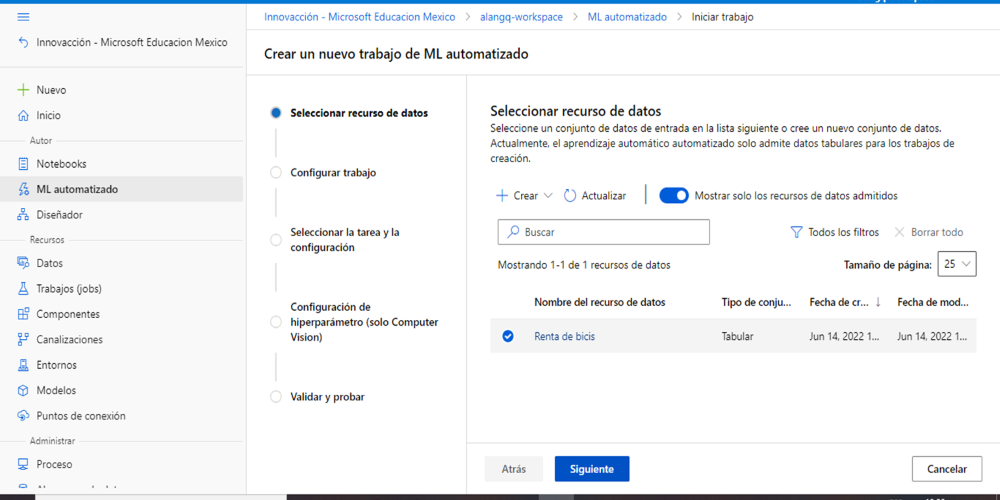 Innovacción - Microsoft Educacion Mexico > alangq-workspace > ML automatizado > Iniciar trabajo
Innovacción - Microsoft Educacion Mexico
Nuevo
Inicio
Autor
Notebooks
ML automatizado
Diseñador
Recursos
Datos
Trabajos (jobs)
Componentes
Canalizaciones
Entornos
Modelos
Puntos de conexión
Administrar
Proceso
Crear un nuevo trabajo de ML automatizado
Seleccionar recurso de datos
Configurar trabajo
Seleccionar la tarea y la
configuración
Configuración de
hiperparámetro (solo Computer
Vision)
Validar y probar
Seleccionar recurso de datos
Seleccione un conjunto de datos de entrada en la lista siguiente o cree un nuevo conjunto de datos.
Actualmente, el aprendizaje automático automatizado solo admite datos tabulares para los trabajos de
creación.
Crear Actualizar Mostrar solo los recursos de datos admitidos
Buscar Todos los filtros Borrar todo
Mostrando 1-1 de 1 recursos de datos Tamaño de página: 25
Nombre del recurso de datos Tipo de conju... Fecha de cr... ↓ Fecha de mod...
Renta de bicis Tabular Jun 14, 2022 1... Jun 14, 2022 1...
Atrás Siguiente Cancelar